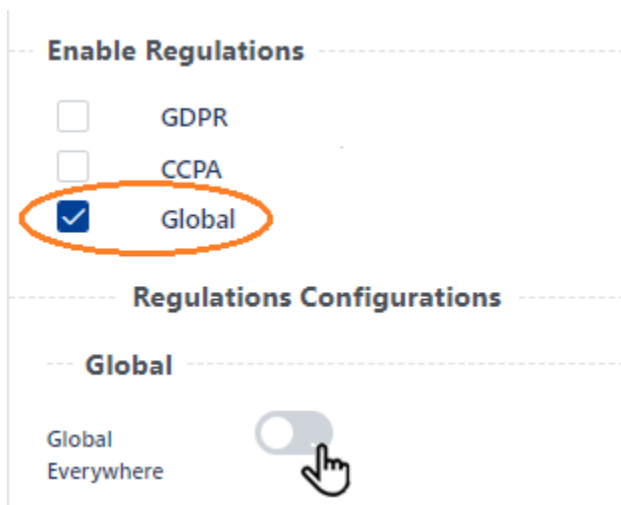 Enable Regulations
GDPR
CCPA
Global
Regulations Configurations
Global
Global
Everywhere